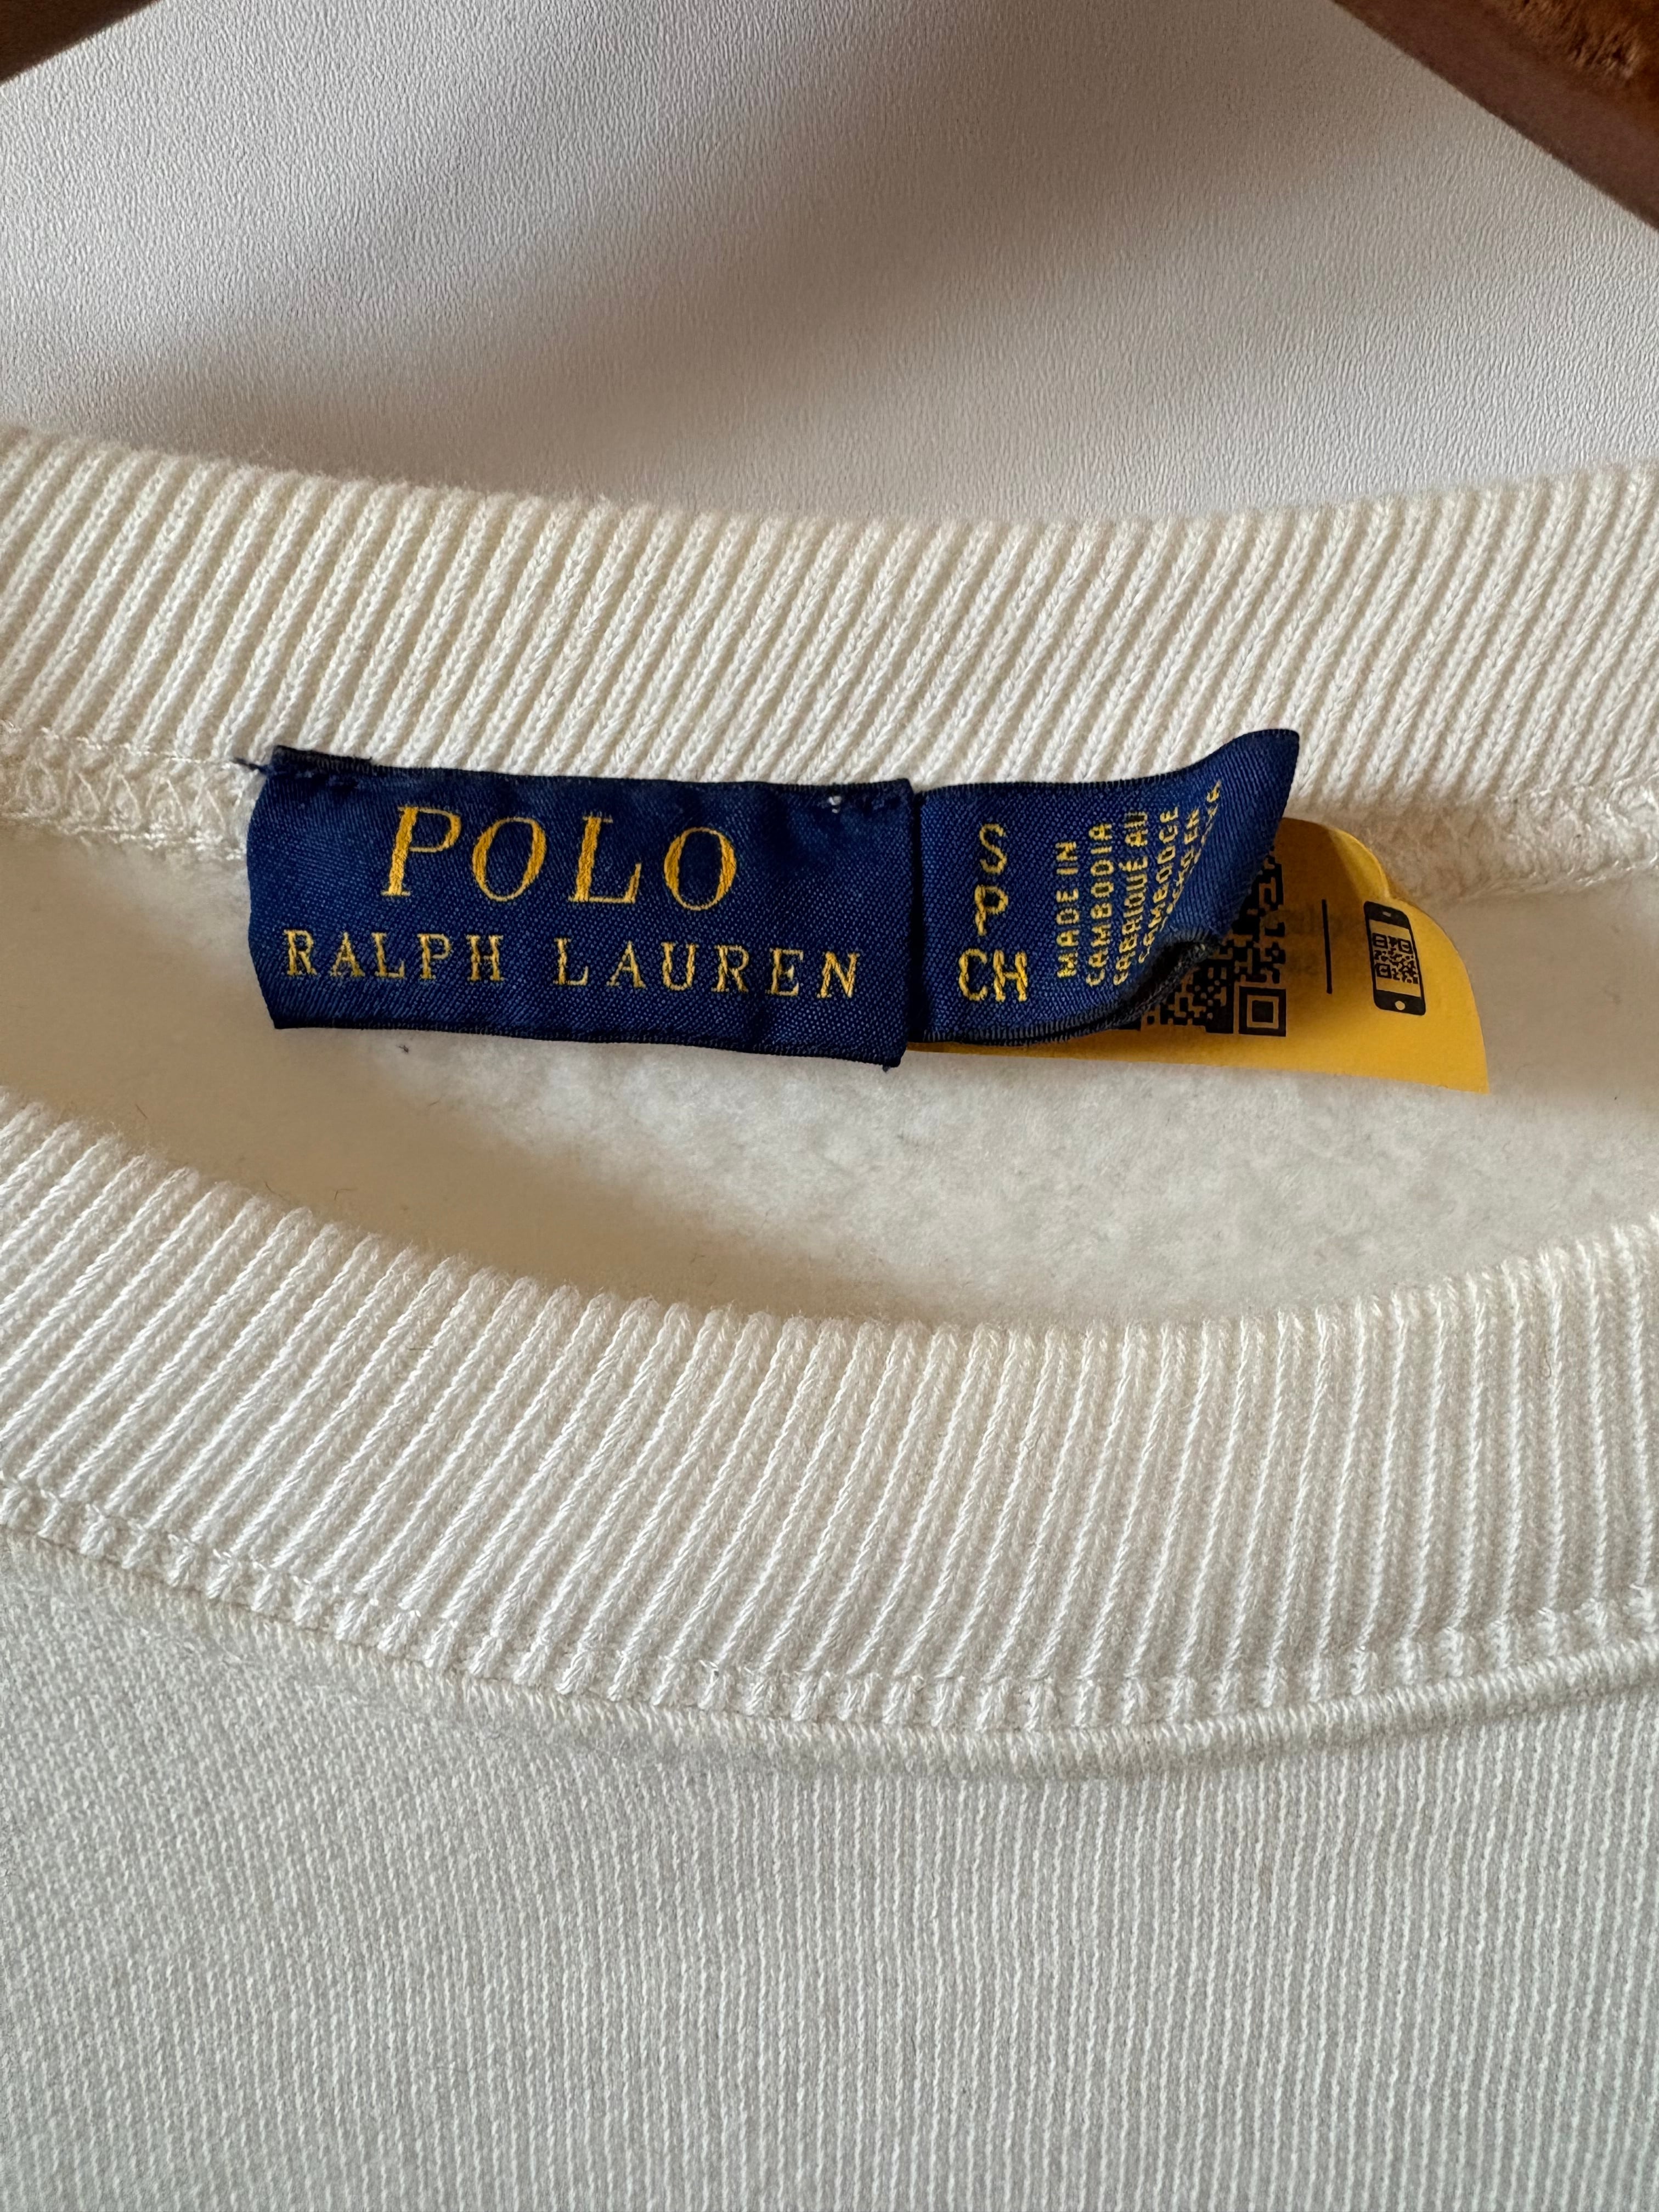 POLO
RALPH LAUREN
S
P
CH
MADE IN
CAMBODIA
FABRIQUÉ AU
CAMBODGE